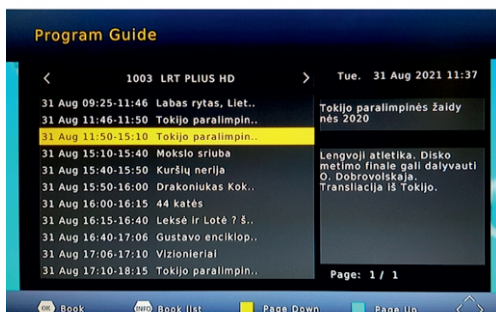 Program Guide
< 1003 LRT PLIUS HD >
Tue. 31 Aug 2021 11:37
31 Aug 09:25-11:46 Labas rytas, Liet..
31 Aug 11:46-11:50 Tokijo paralimpin..
31 Aug 11:50-15:10 Tokijo paralimpin..
31 Aug 15:10-15:40 Mokslo sriuba
31 Aug 15:40-15:50 Kuršių nerija
31 Aug 15:50-16:00 Drakoniukas Kok..
31 Aug 16:00-16:15 44 katės
31 Aug 16:15-16:40 Leksė ir Lotė ? š..
31 Aug 16:40-17:06 Gustavo enciklop..
31 Aug 17:06-17:10 Vizionieriai
31 Aug 17:10-18:15 Tokijo paralimpin..
Tokijo paralimpinės žaidy
nės 2020
Lengvoji atletika. Disko
metimo finale gali dalyvauti
O. Dobrovolskaja.
Transliacija iš Tokijo.
Page: 1/ 1
OK Book INFO Book list Page Down Page Up